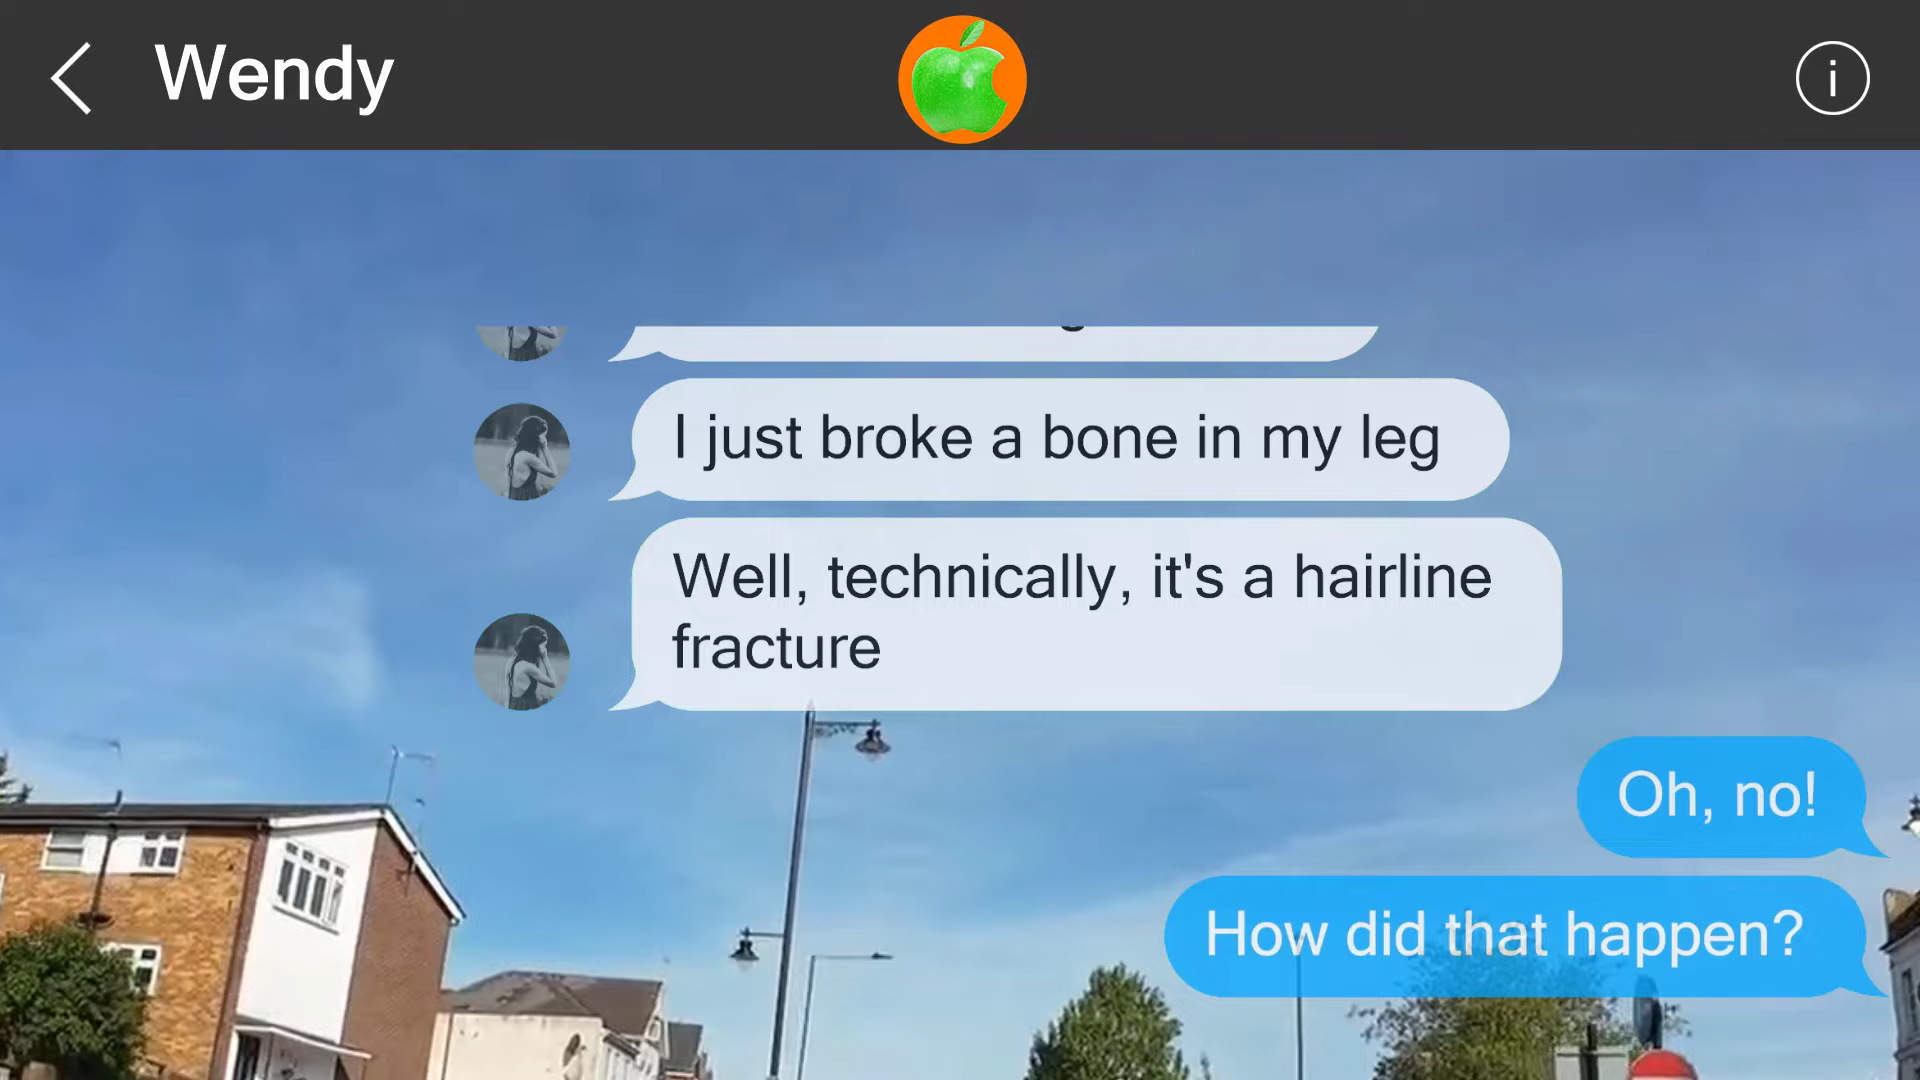 Wendy
I just broke a bone in my leg
Well, technically, it's a hairline
fracture
Oh, no!
How did that happen?